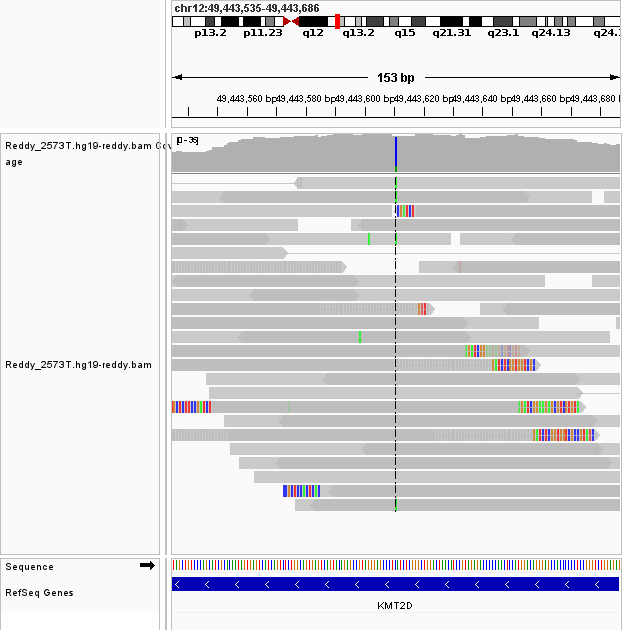 chr12:49,443,535-49,443,686
p13.2 p11.23 q12 q13.2 q15 q21.31 q23.1 q24.13 q24.
153 bp
49,443,560 bp 49,443,580 bp 49,443,600 bp 49,443,620 bp 49,443,640 bp 49,443,660 bp 49,443,680 b
Reddy_2573T.hg19-reddy.bam Cov
age
Reddy_2573T.hg19-reddy.bam
Sequence
RefSeq Genes
KMT2D